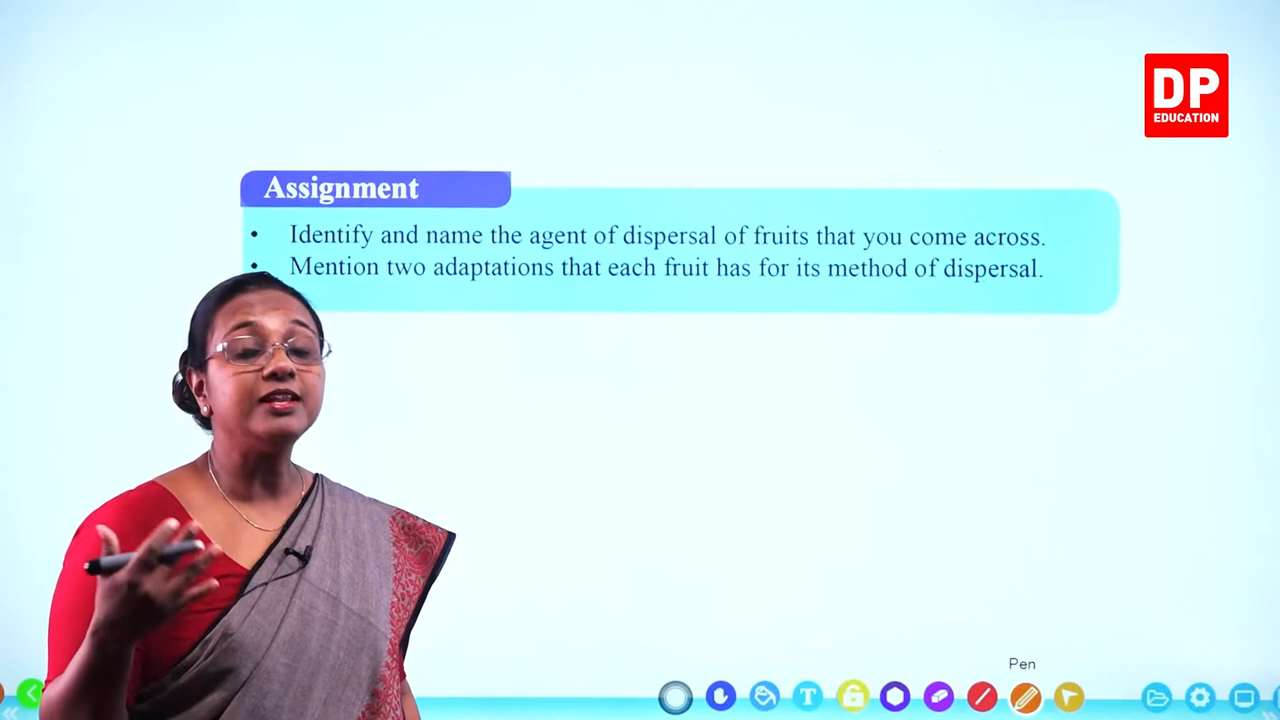 DP
EDUCATION
Assignment
• Identify and name the agent of dispersal of fruits that you come across.
• Mention two adaptations that each fruit has for its method of dispersal.
Pen
T